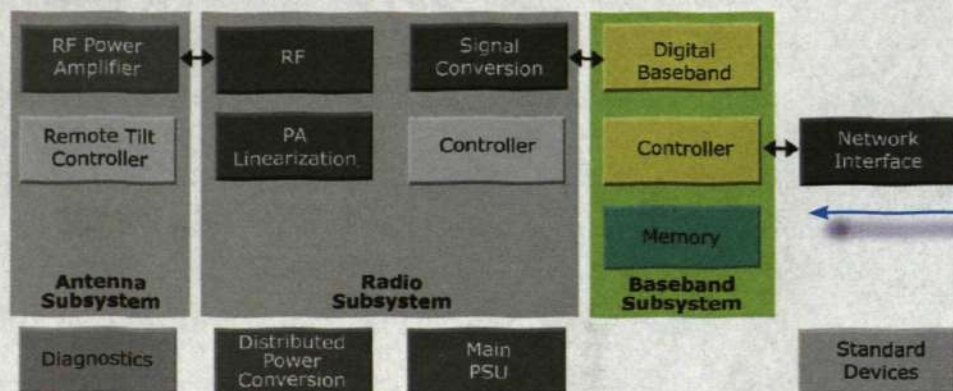 RF Power
Amplifier
RF
Signal
Conversion
Digital
Baseband
Remote Tilt
Controller
PA
Linearization
Controller
Controller
Network
Interface
Memory
Antenna
Subsystem
Radio
Subsystem
Baseband
Subsystem
Diagnostics
Distributed
Power
Conversion
Main
PSU
Standard
Devices